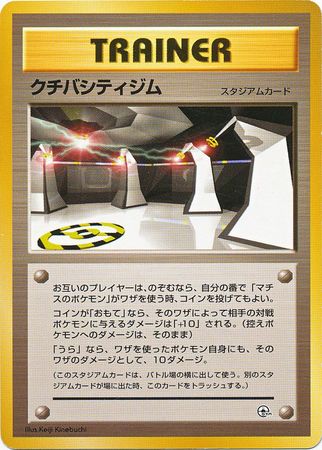 TRAINER
クチバシティジム
スタジアムカード
お互いのプレイヤーは、のぞむなら、自分の番で「マチ
スのポケモン」がワザを使う時、コインを投げてもよい。
コインが「おもて」なら、そのワザによって相手の対戦
ポケモンに与えるダメージは「+10」される。（控え
ポケモンへのダメージは、そのまま）
「うら」なら、ワザを使ったポケモン自身にも、その
ワザのダメージとして、10ダメージ。
（このスタジアムカードは、バトル場の横に出して使う。別のスタ
ジアムカードが場に出た時、このカードをトラッシュする。）
Illus. Keiji Kinebuchi